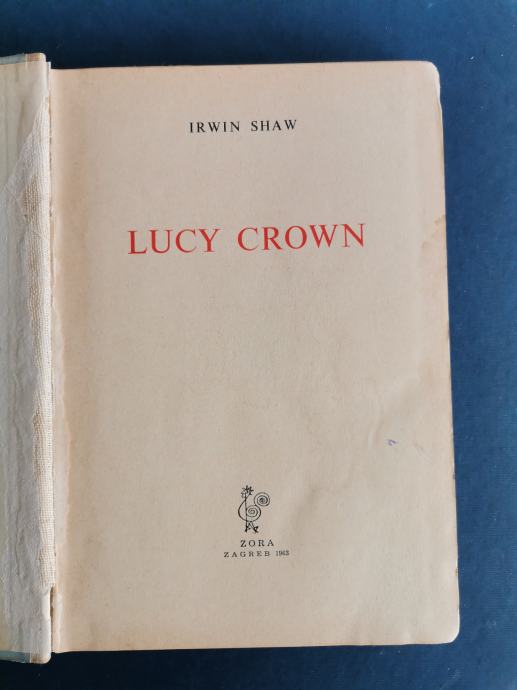 IRWIN SHAW
LUCY CROWN
ZORA
ZAGREB 1963